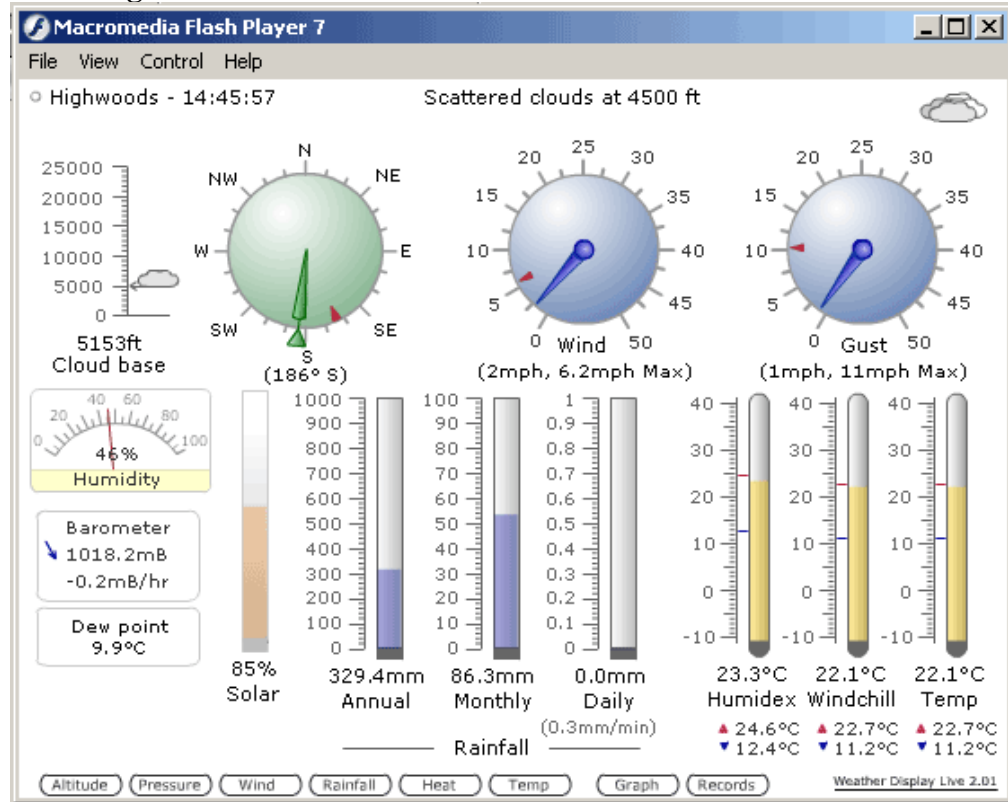 Macromedia Flash Player 7
File View Control Help
Highwoods - 14:45:57 Scattered clouds at 4500 ft
25000
20000
15000
10000
5000
0
5153ft
Cloud base
N
NE
E
SE
S
SW
W
NW
(186° S)
0 5 10 15 20 25 30 35 40 45 50
Wind
(2mph, 6.2mph Max)
0 5 10 15 20 25 30 35 40 45 50
Gust
(1mph, 11mph Max)
0 20 40 60 80 100
46%
Humidity
Barometer
1018.2mB
-0.2mB/hr
Dew point
9.9°C
85%
Solar
1000
900
800
700
600
500
400
300
200
100
0
329.4mm
Annual
100
90
80
70
60
50
40
30
20
10
0
86.3mm
Monthly
1
0.9
0.8
0.7
0.6
0.5
0.4
0.3
0.2
0.1
0
0.0mm
Daily
(0.3mm/min)
Rainfall
40
30
20
10
0
-10
23.3°C
Humidex
24.6°C
12.4°C
40
30
20
10
0
-10
22.1°C
Windchill
22.7°C
11.2°C
40
30
20
10
0
-10
22.1°C
Temp
22.7°C
11.2°C
Altitude Pressure Wind Rainfall Heat Temp Graph Records Weather Display Live 2.01